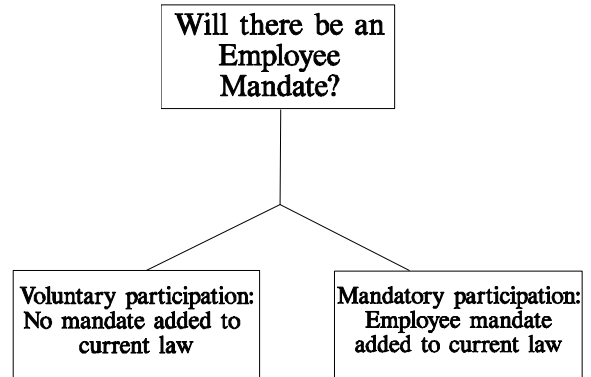 Will there be an
Employee
Mandate?
Voluntary participation:
No mandate added to
current law
Mandatory participation:
Employee mandate
added to current law